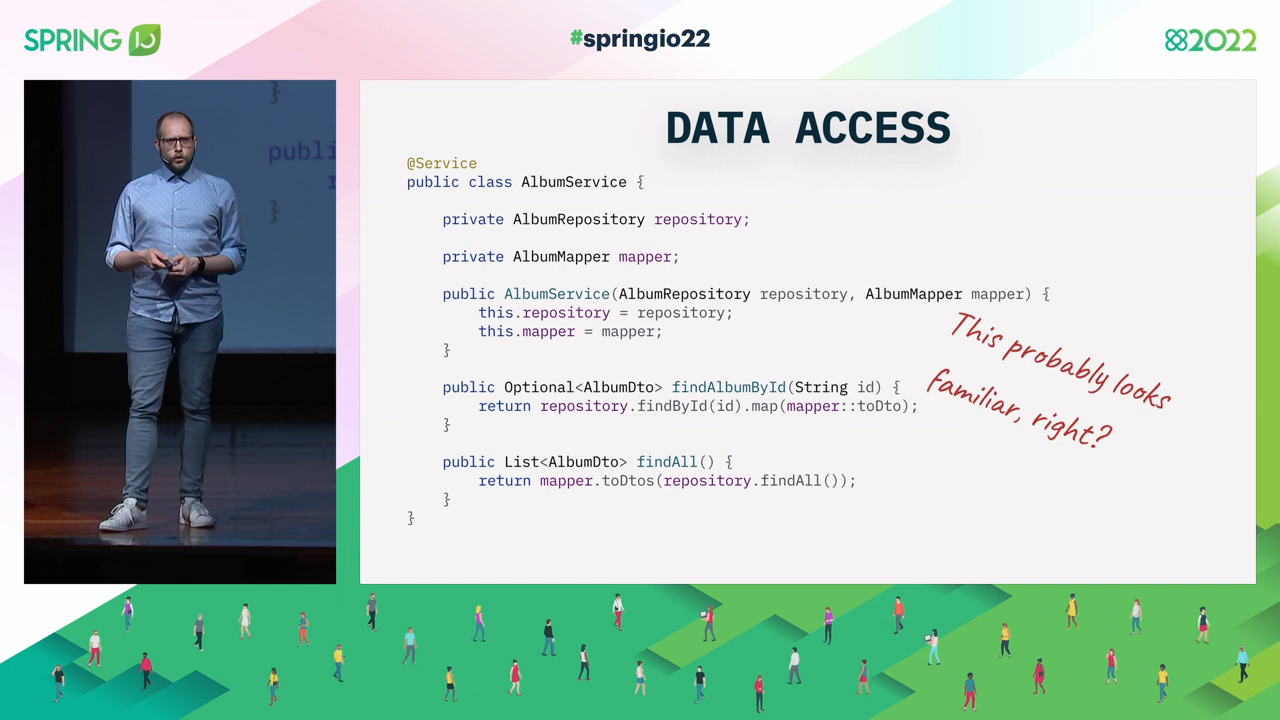 SPRING IO
#springio22
2022
}
publi
r
}
DATA ACCESS
@Service
public class AlbumService {
private AlbumRepository repository;
private AlbumMapper mapper;
public AlbumService(AlbumRepository repository, AlbumMapper mapper) {
this.repository = repository;
this.mapper = mapper;
}
public Optional<AlbumDto> findAlbumById(String id) {
return repository.findById(id).map(mapper::toDto);
}
public List<AlbumDto> findAll() {
return mapper.toDtos(repository.findAll());
}
}
This probably looks
familiar, right?